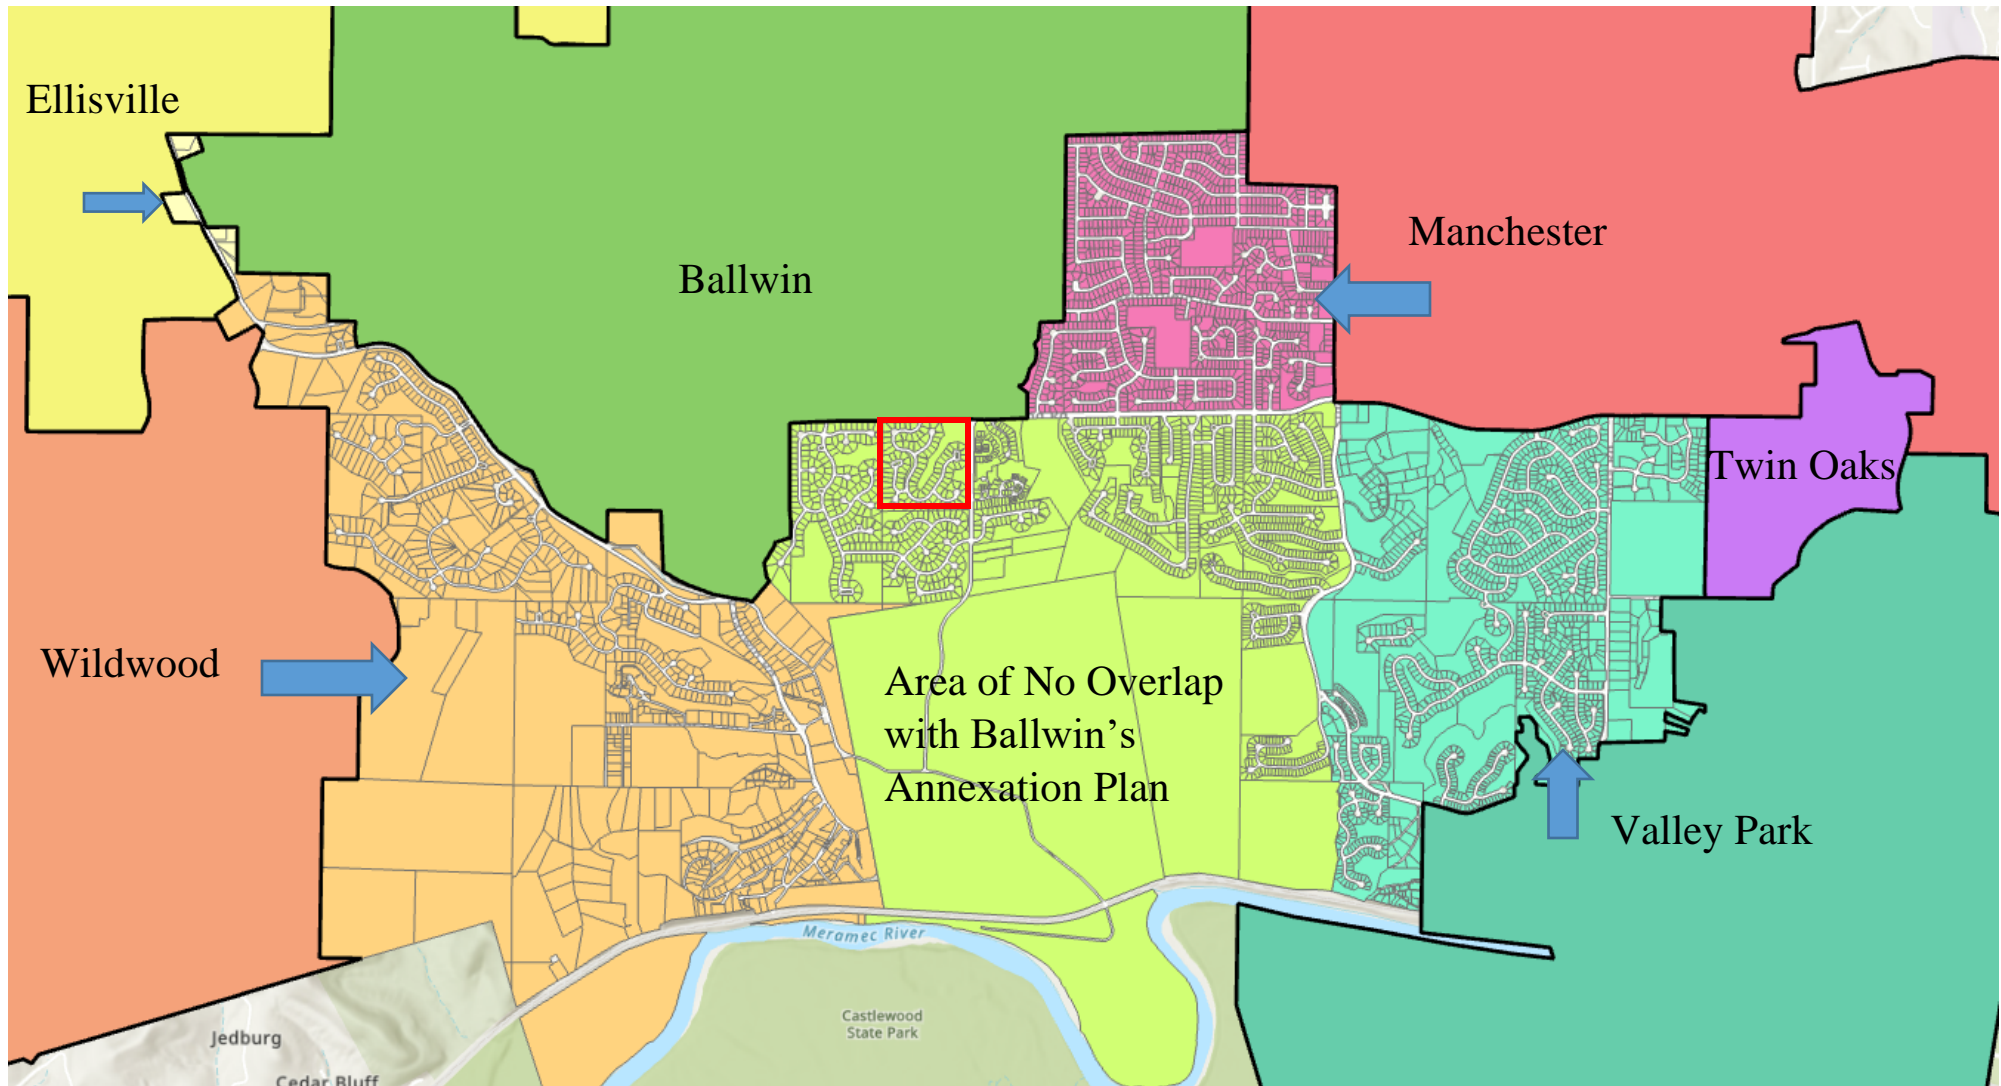 Ellisville
Manchester
Ballwin
Twin Oaks
Wildwood
Area of No Overlap
with Ballwin’s
Annexation Plan
Valley Park
Meramec River
Castlewood
State Park
Jedburg
Cedar Bluff